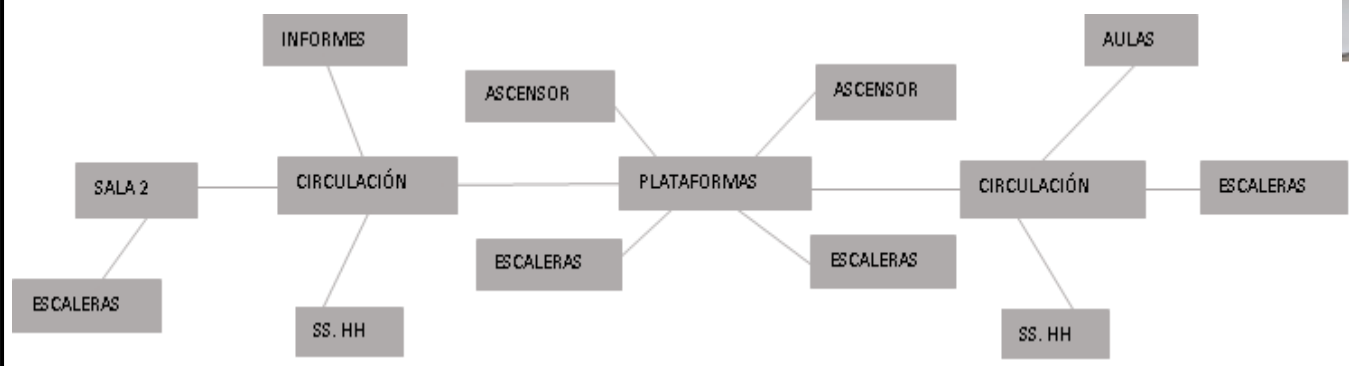 INFORMES
AULAS
ASCENSOR
ASCENSOR
SALA 2
CIRCULACIÓN
PLATAFORMAS
CIRCULACIÓN
ESCALERAS
ESCALERAS
ESCALERAS
ESCALERAS
SS. HH
SS. HH